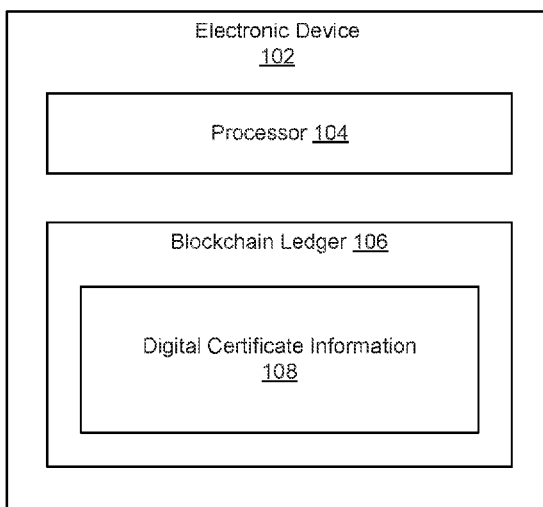 Electronic Device
102
Processor 104
Blockchain Ledger 106
Digital Certificate Information
108